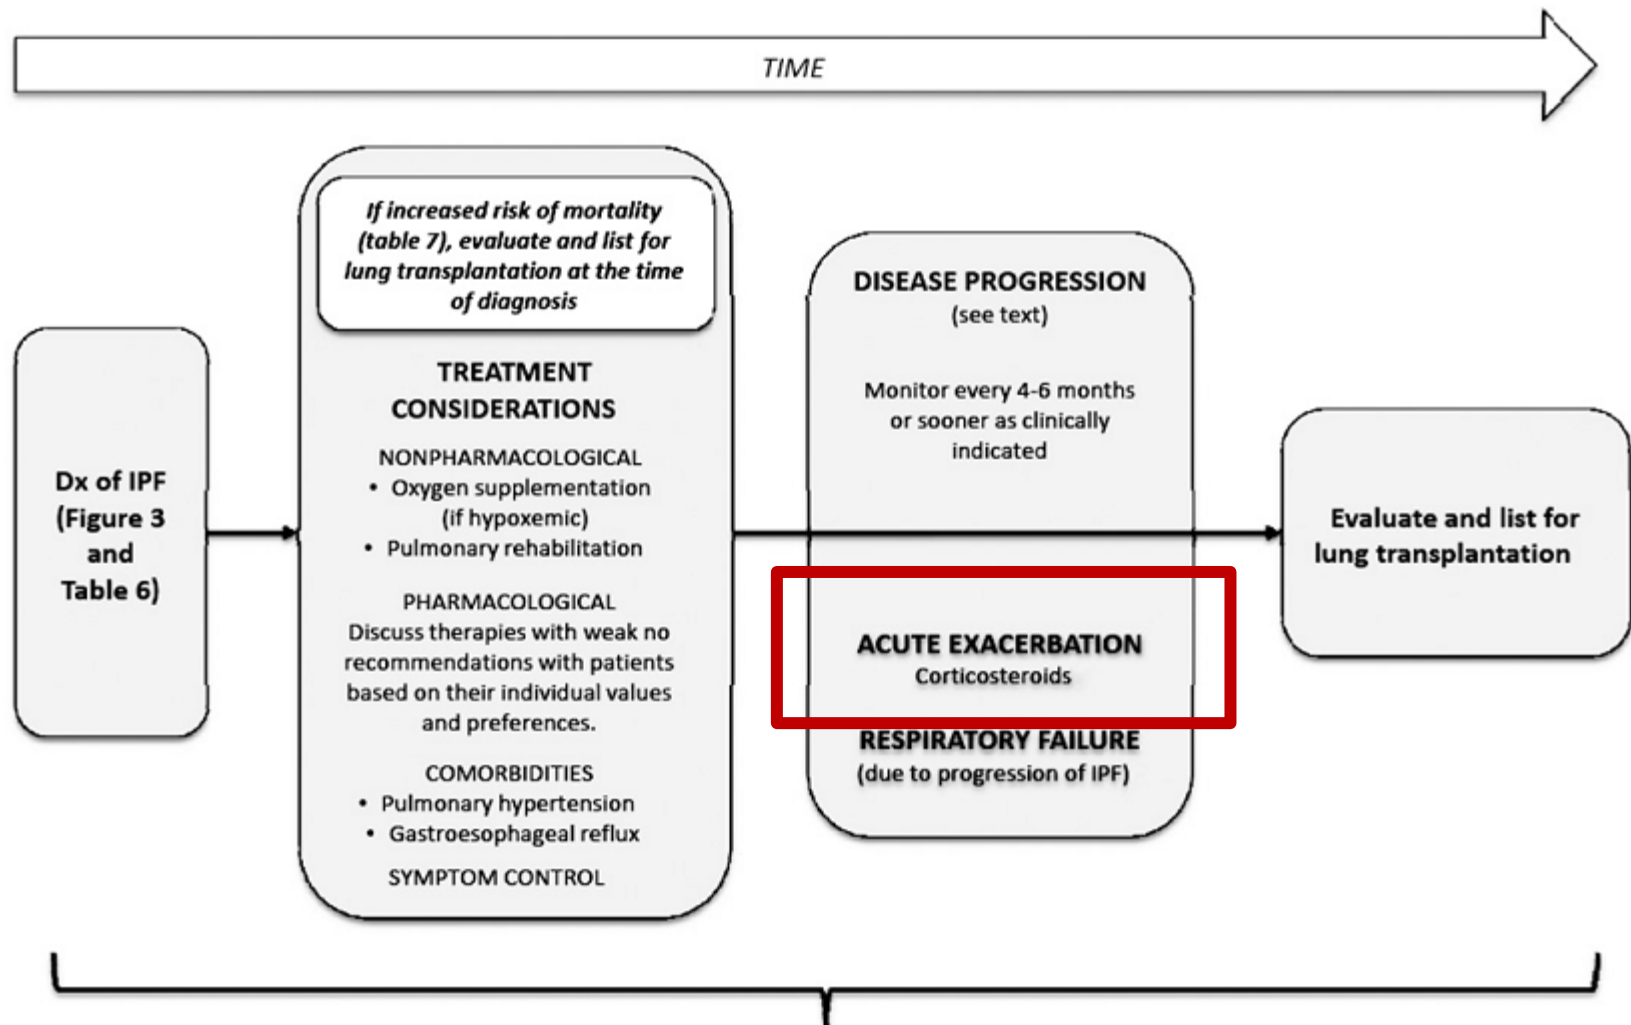 TIME
Dx of IPF
(Figure 3
and
Table 6)
If increased risk of mortality
(table 7), evaluate and list for
lung transplantation at the time
of diagnosis
TREATMENT
CONSIDERATIONS
NONPHARMACOLOGICAL
• Oxygen supplementation
(if hypoxemic)
• Pulmonary rehabilitation
PHARMACOLOGICAL
Discuss therapies with weak no
recommendations with patients
based on their individual values
and preferences.
COMORBIDITIES
• Pulmonary hypertension
• Gastroesophageal reflux
SYMPTOM CONTROL
DISEASE PROGRESSION
(see text)
Monitor every 4-6 months
or sooner as clinically
indicated
ACUTE EXACERBATION
Corticosteroids
RESPIRATORY FAILURE
(due to progression of IPF)
Evaluate and list for
lung transplantation